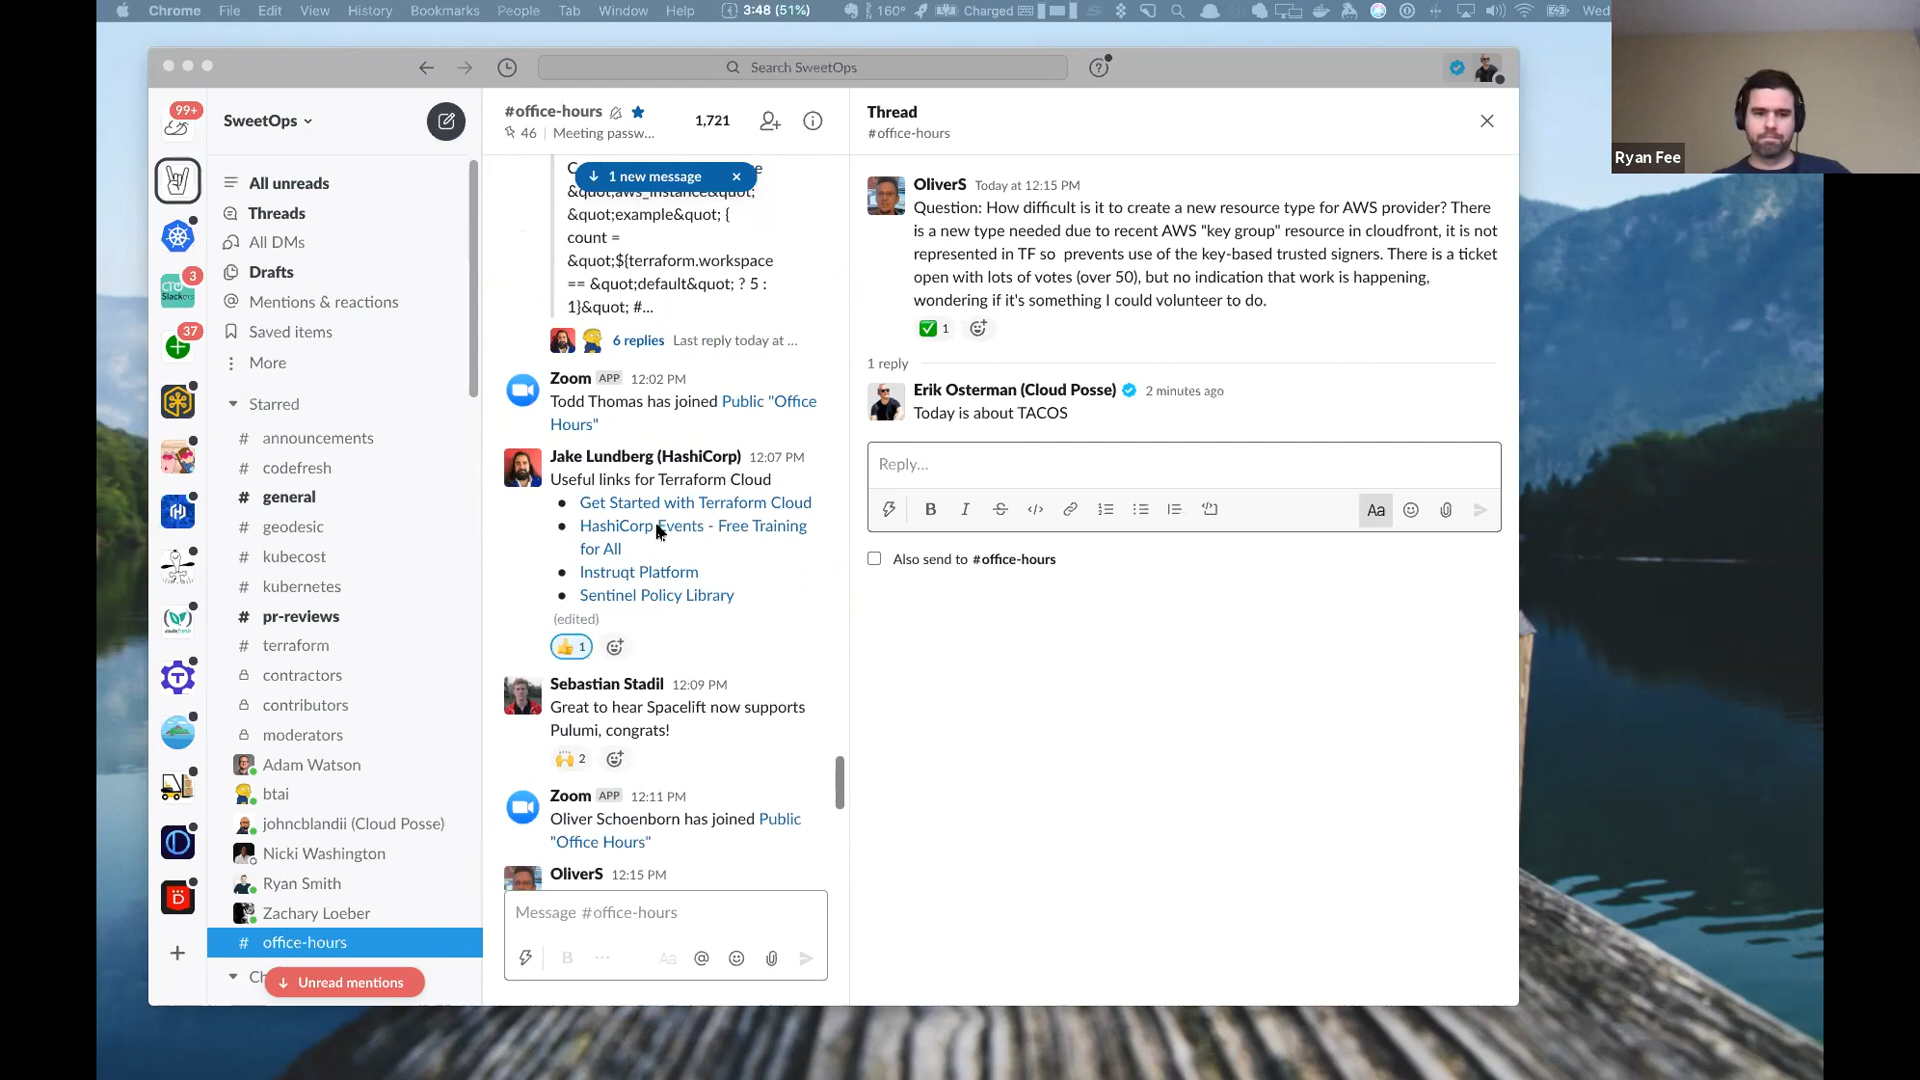 Chrome File Edit View History Bookmarks People Tab Window Help 3:48 (51%) 160° Charged Wed
Search SweetOps
99+
3
37
SweetOps
All unreads
Threads
All DMs
Drafts
Mentions & reactions
Saved items
More
Starred
# announcements
# codefresh
# general
# geodesic
# kubecost
# kubernetes
# pr-reviews
# terraform
contractors
contributors
moderators
Adam Watson
btai
johncblandii (Cloud Posse)
Nicki Washington
Ryan Smith
Zachary Loeber
# office-hours
Unread mentions
#office-hours
46 | Meeting passw...
1,721
1 new message
&quot;aws_instance&quot;
&quot;example&quot; {
count =
&quot;${terraform.workspace
== &quot;default&quot; ? 5 :
1}&quot; #...
6 replies Last reply today at ...
Zoom APP 12:02 PM
Todd Thomas has joined Public "Office
Hours"
Jake Lundberg (HashiCorp) 12:07 PM
Useful links for Terraform Cloud
• Get Started with Terraform Cloud
• HashiCorp Events - Free Training
for All
• Instruqt Platform
• Sentinel Policy Library
(edited)
1
Sebastian Stadil 12:09 PM
Great to hear Spacelift now supports
Pulumi, congrats!
2
Zoom APP 12:11 PM
Oliver Schoenborn has joined Public
"Office Hours"
OliverS 12:15 PM
Message #office-hours
B ... Aa @
Thread
#office-hours
OliverS Today at 12:15 PM
Question: How difficult is it to create a new resource type for AWS provider? There
is a new type needed due to recent AWS "key group" resource in cloudfront, it is not
represented in TF so prevents use of the key-based trusted signers. There is a ticket
open with lots of votes (over 50), but no indication that work is happening,
wondering if it's something I could volunteer to do.
1
1 reply
Erik Osterman (Cloud Posse) 2 minutes ago
Today is about TACOS
Reply...
B I S </> Aa
Also send to #office-hours
Ryan Fee